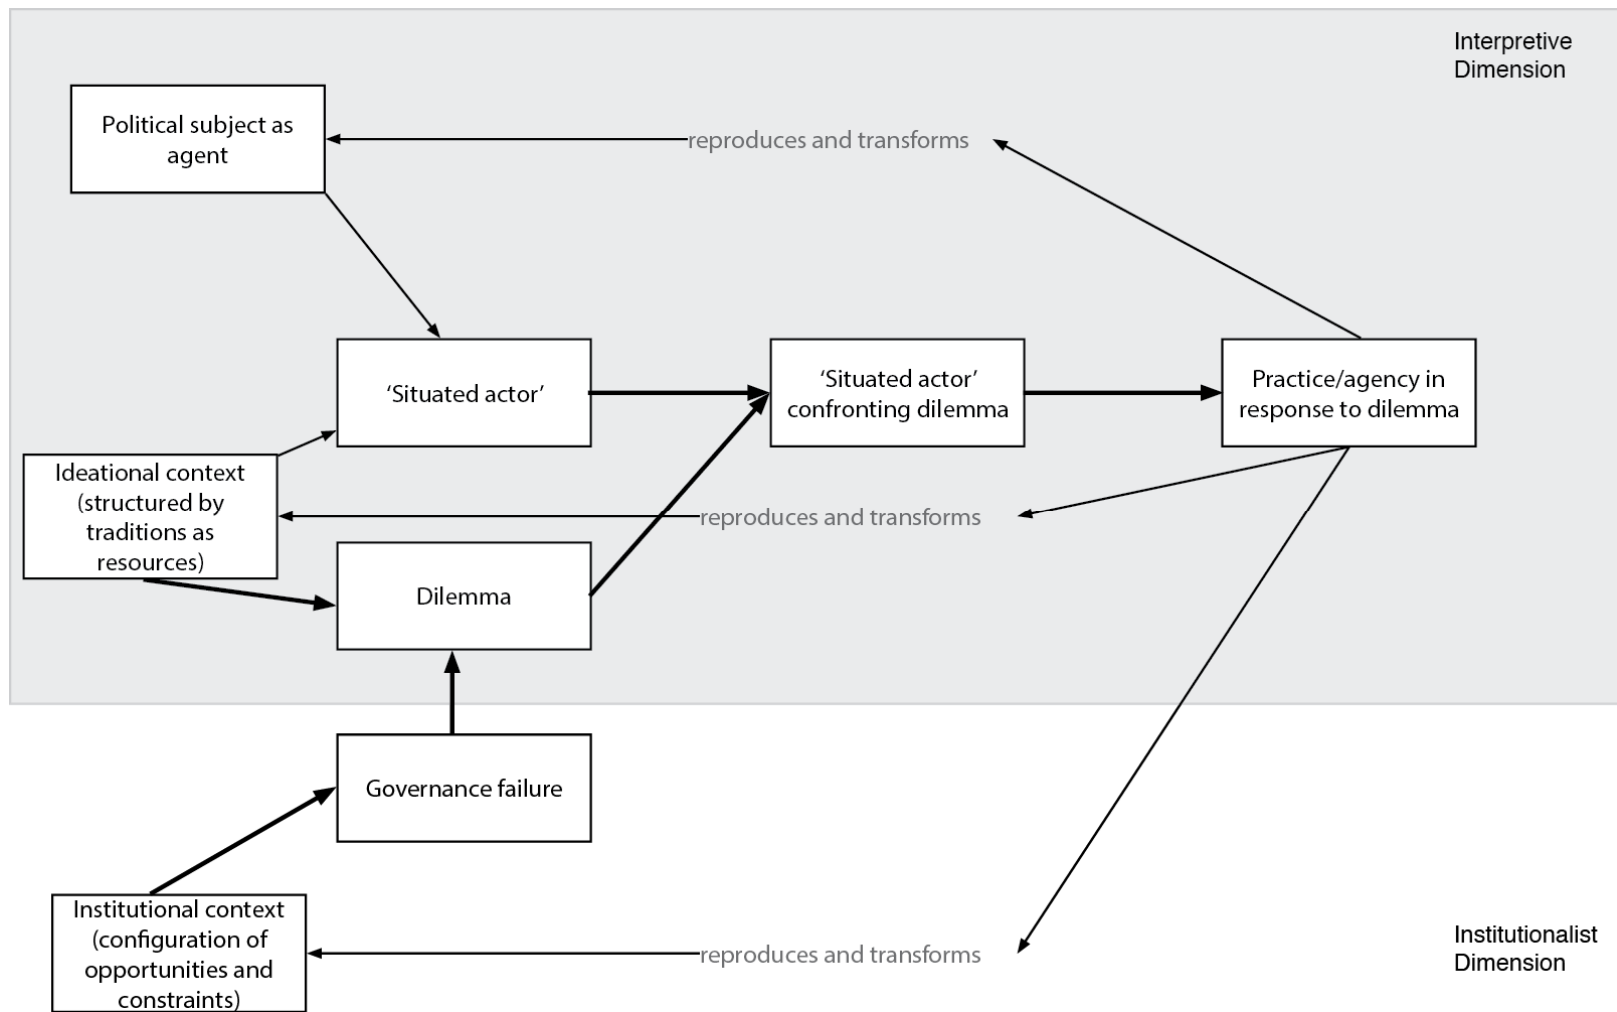 Interpretive
Dimension
Political subject as
agent
reproduces and transforms
‘Situated actor’
‘Situated actor’
confronting dilemma
Practice/agency in
response to dilemma
Ideational context
(structured by
traditions as
resources)
reproduces and transforms
Dilemma
Governance failure
Institutional context
(configuration of
opportunities and
constraints)
reproduces and transforms
Institutionalist
Dimension